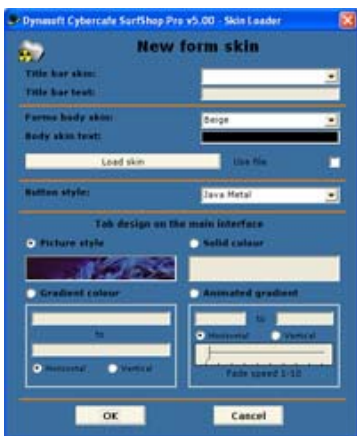 Dynasoft Cybercafe SurfShop Pro v5.00 - Skin Loader
New form skin
Title bar skin:
Title bar text:
Forms body skin:
Beige
Body skin text:
Load skin
Use file
Button style:
Java Metal
Tab design on the main interface
Picture style
Solid colour
Gradient colour
Animated gradient
to
to
Horizontal
Vertical
Horizontal
Vertical
Fade speed 1-10
OK
Cancel